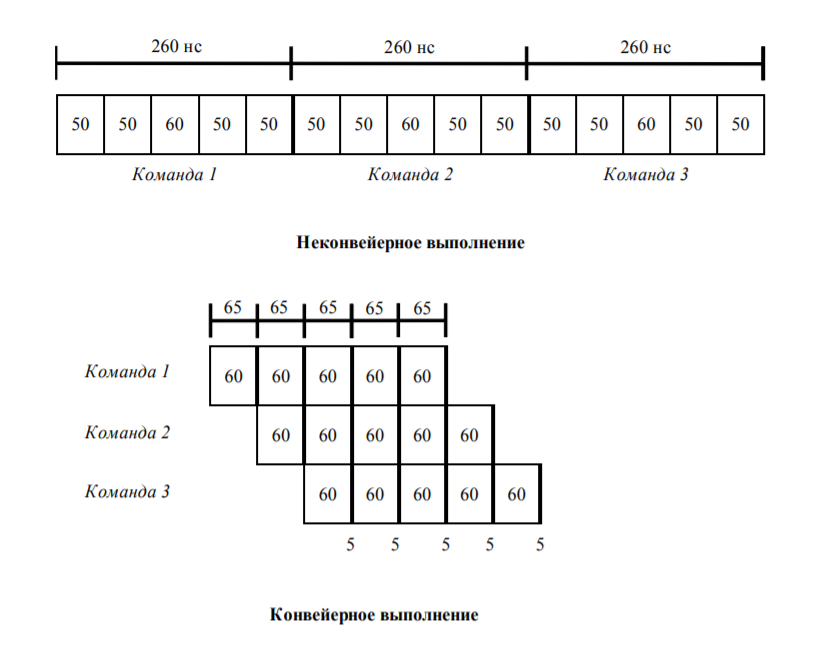 260 нс 260 нс 260 нс
50 50 60 50 50 50 50 60 50 50 50 50 60 50 50
Команда 1 Команда 2 Команда 3
Неконвейерное выполнение
65 65 65 65 65
Команда 1 60 60 60 60 60
Команда 2 60 60 60 60 60
Команда 3 60 60 60 60 60
5 5 5 5 5
Конвейерное выполнение